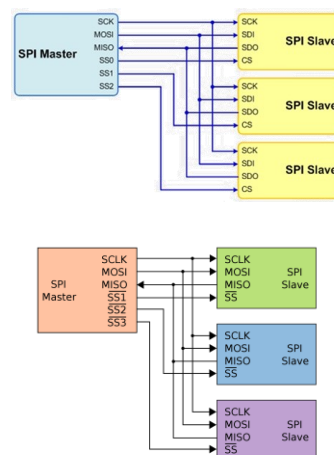 SCK
MOSI
MISO
SS0
SS1
SS2
SPI Master
SCK
SDI
SDO
CS
SPI Slave
SCK
SDI
SDO
CS
SPI Slave
SCK
SDI
SDO
CS
SPI Slave
SCLK
MOSI
MISO
SS1
SS2
SS3
SPI
Master
SCLK
MOSI
MISO
SS
SPI
Slave
SCLK
MOSI
MISO
SS
SPI
Slave
SCLK
MOSI
MISO
SS
SPI
Slave